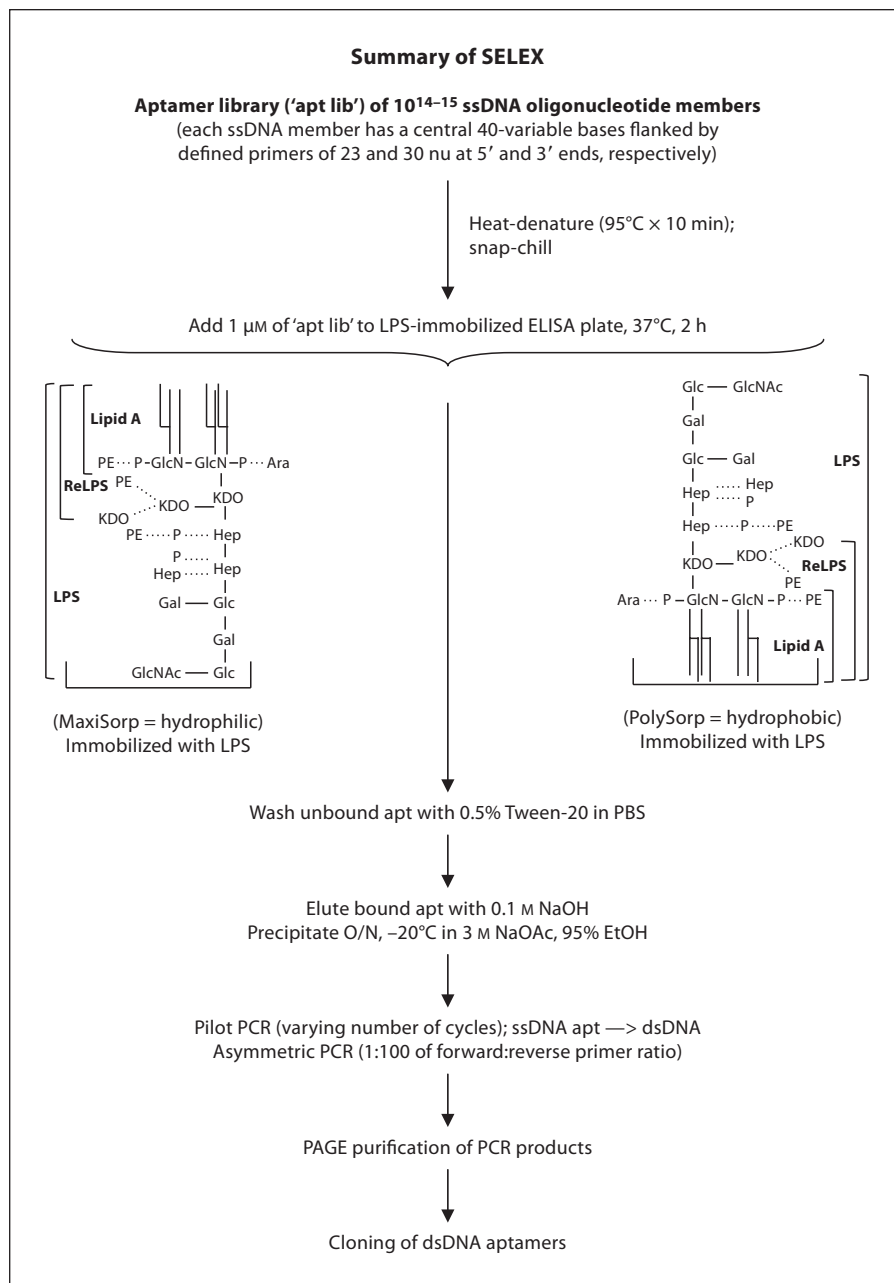 Summary of SELEX
Aptamer library ('apt lib') of 10¹⁴⁻¹⁵ ssDNA oligonucleotide members
(each ssDNA member has a central 40-variable bases flanked by
defined primers of 23 and 30 nu at 5′ and 3′ ends, respectively)
Heat-denature (95°C × 10 min);
snap-chill
Add 1 μM of 'apt lib' to LPS-immobilized ELISA plate, 37°C, 2 h
Lipid A
PE···P–GlcN–GlcN–P···Ara
ReLPS
PE
KDO
KDO
KDO
PE·····P·····Hep
P
Hep·····Hep
LPS
Gal—Glc
Gal
GlcNAc—Glc
(MaxiSorp = hydrophilic)
Immobilized with LPS
Glc—GlcNAc
Gal
Glc—Gal
LPS
Hep
Hep
P
Hep·····P·····PE
KDO
KDO
KDO
ReLPS
PE
Ara···P–GlcN–GlcN–P···PE
Lipid A
(PolySorp = hydrophobic)
Immobilized with LPS
Wash unbound apt with 0.5% Tween-20 in PBS
Elute bound apt with 0.1 M NaOH
Precipitate O/N, –20°C in 3 M NaOAc, 95% EtOH
Pilot PCR (varying number of cycles); ssDNA apt —> dsDNA
Asymmetric PCR (1:100 of forward:reverse primer ratio)
PAGE purification of PCR products
Cloning of dsDNA aptamers